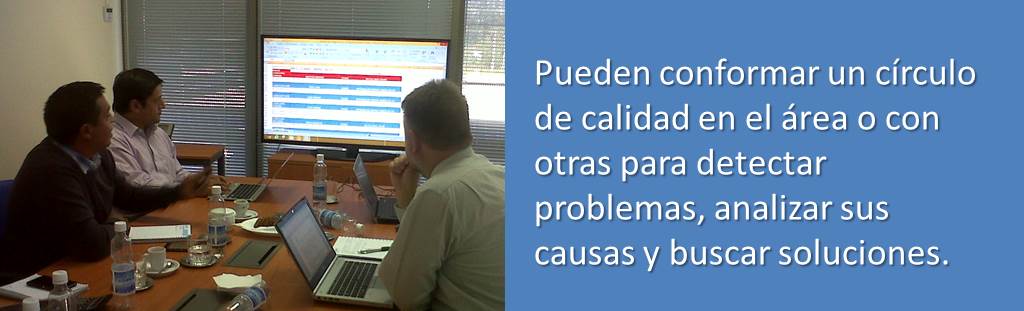 Pueden conformar un círculo
de calidad en el área o con
otras para detectar
problemas, analizar sus
causas y buscar soluciones.